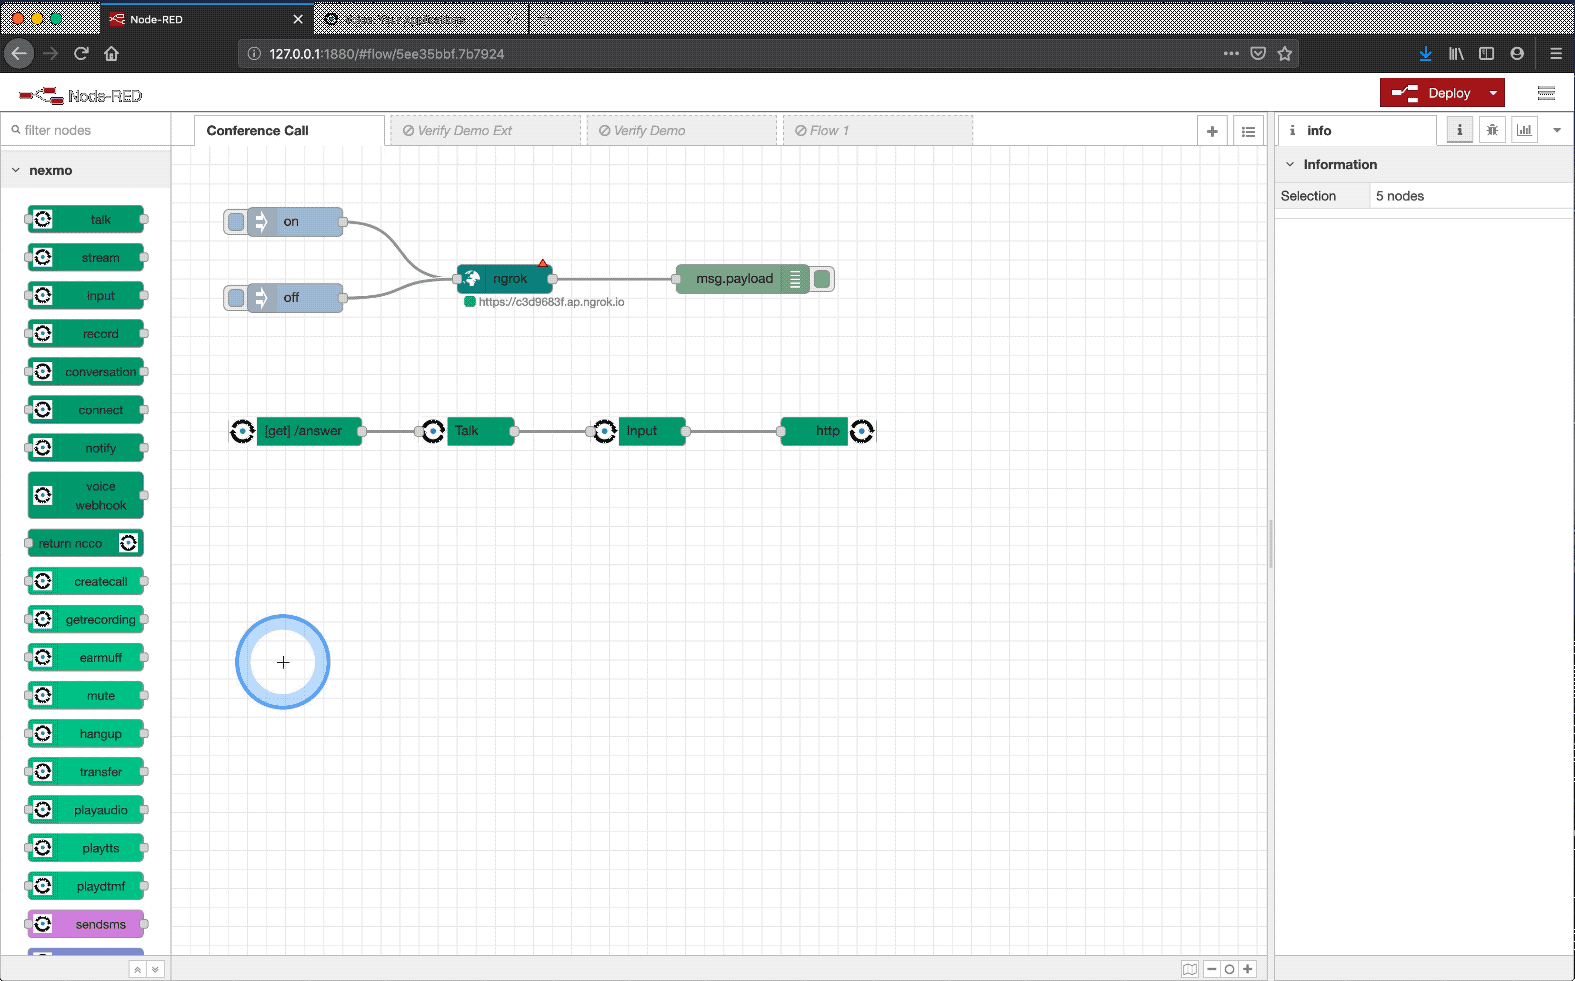 Node-RED
127.0.0.1:1880/#flow/5ee35bbf.7b7924
Node-RED
Deploy
filter nodes
Conference Call
Verify Demo Ext
Verify Demo
Flow 1
i info
i
nexmo
Information
Selection 5 nodes
talk
stream
input
record
conversation
connect
notify
voice
webhook
return ncco
createcall
getrecording
earmuff
mute
hangup
transfer
playaudio
playtts
playdtmf
sendsms
on
off
ngrok
https://c3d9683f.ap.ngrok.io
msg.payload
[get] /answer
Talk
Input
http